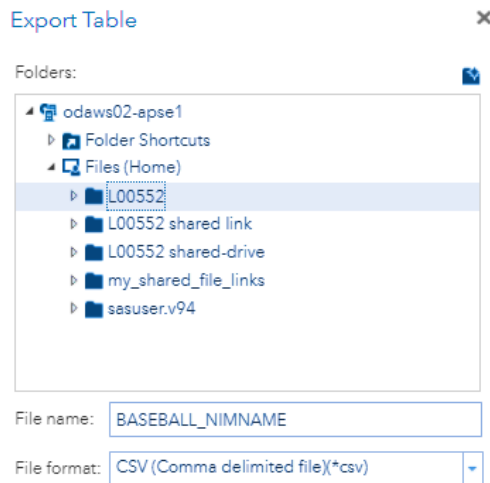 Export Table
Folders:
odaws02-apse1
Folder Shortcuts
Files (Home)
L00552
L00552 shared link
L00552 shared-drive
my_shared_file_links
sasuser.v94
File name: BASEBALL_NIMNAME
File format: CSV (Comma delimited file)(*csv)